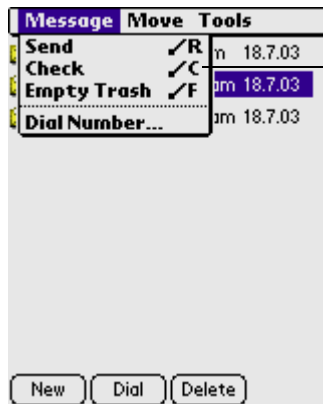 Message Move Tools
Send ／R m 18.7.03
Check ／C
Empty Trash ／F am 18.7.03
Dial Number... am 18.7.03
New Dial Delete